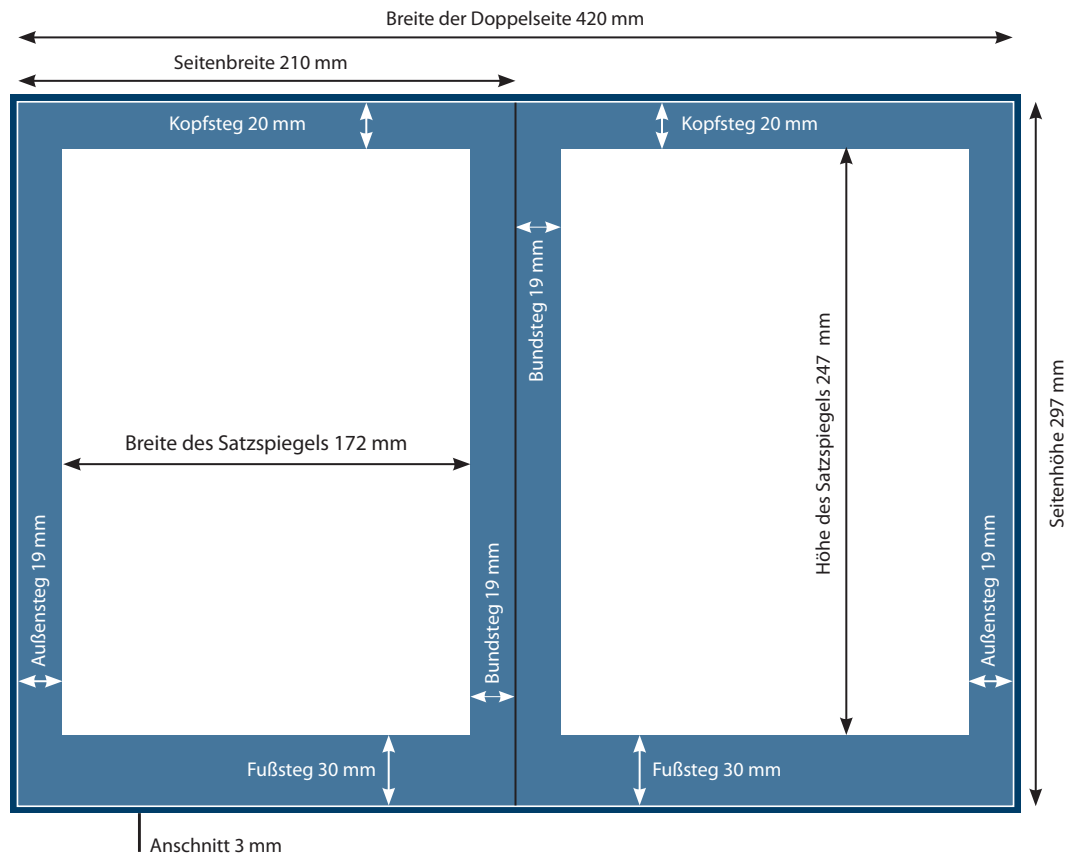 Breite der Doppelseite 420 mm
Seitenbreite 210 mm
Kopfsteg 20 mm
Kopfsteg 20 mm
Bundsteg 19 mm
Höhe des Satzspiegels 247 mm
Seitenhöhe 297 mm
Breite des Satzspiegels 172 mm
Außensteg 19 mm
Bundsteg 19 mm
Außensteg 19 mm
Fußsteg 30 mm
Fußsteg 30 mm
Anschnitt 3 mm